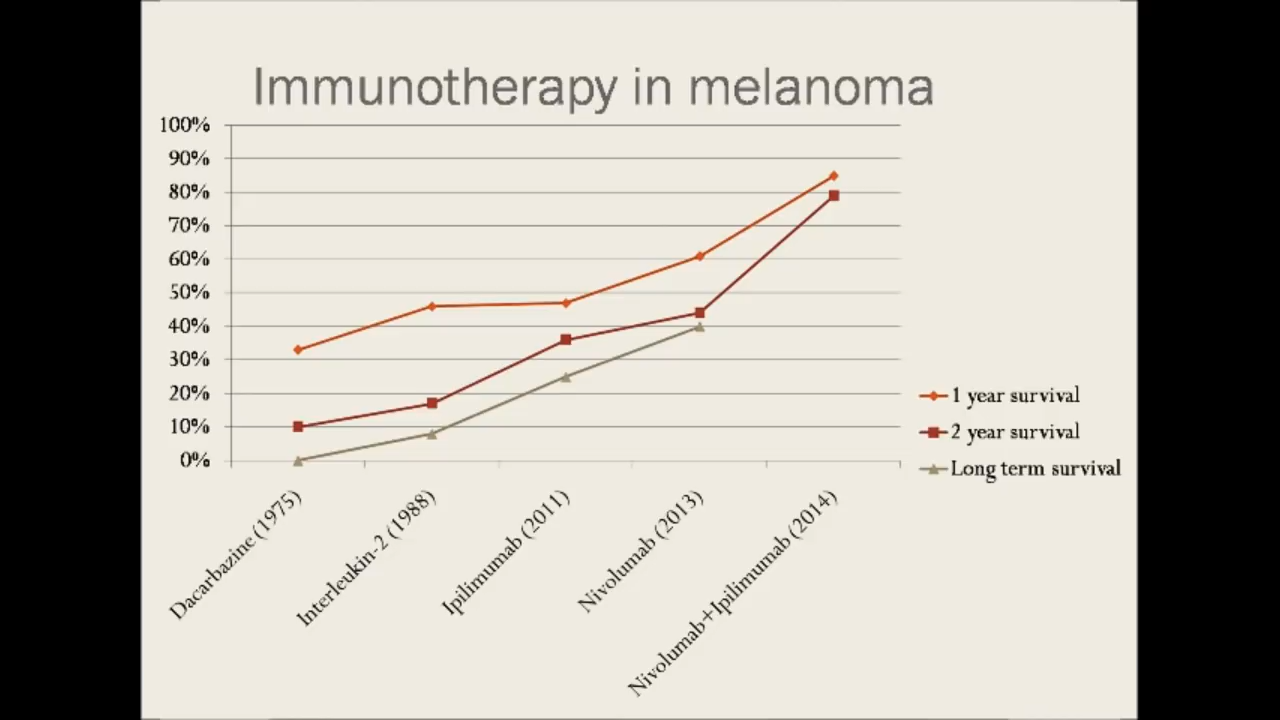 Immunotherapy in melanoma
100%
90%
80%
70%
60%
50%
40%
30%
20%
10%
0%
1 year survival
2 year survival
Long term survival
Dacarbazine (1975)
Interleukin-2 (1988)
Ipilimumab (2011)
Nivolumab (2013)
Nivolumab+Ipilimumab (2014)